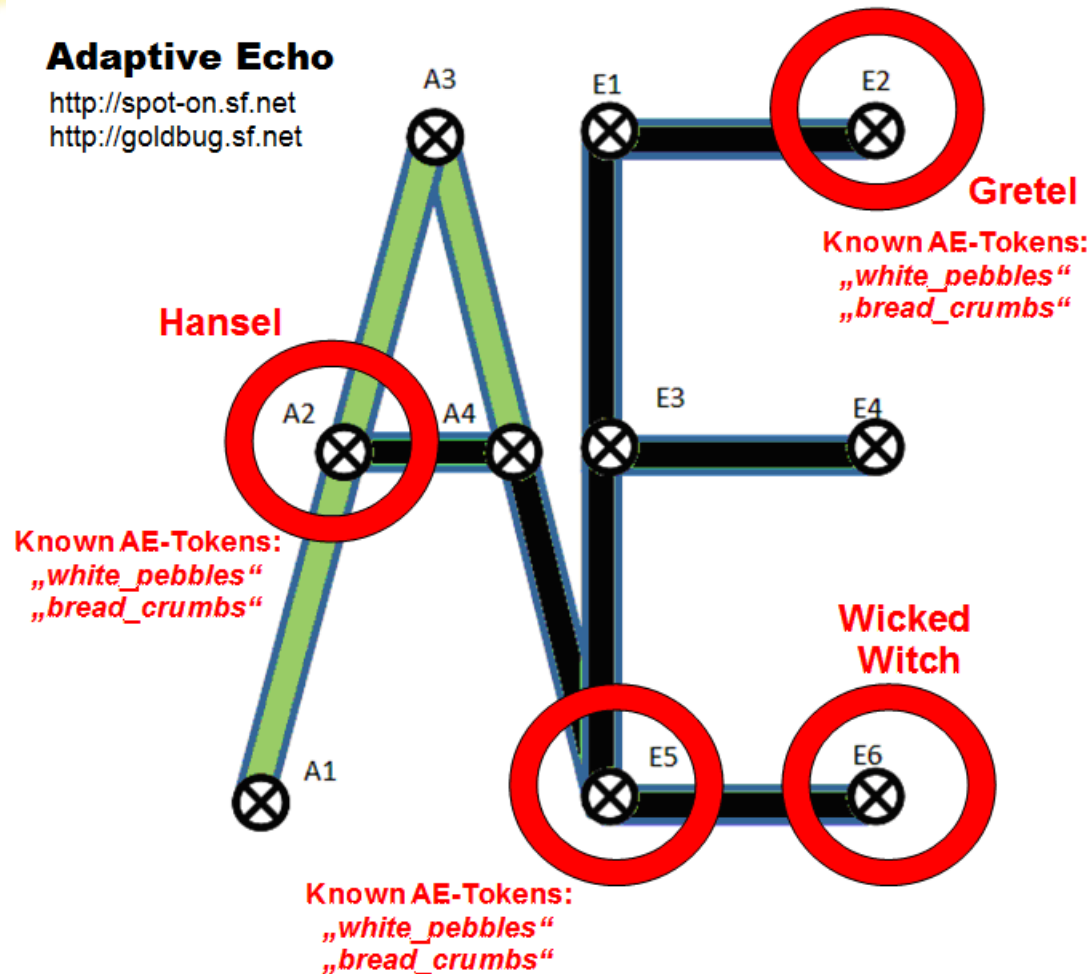 Adaptive Echo
http://spot-on.sf.net
http://goldbug.sf.net
A3
E1
E2
Gretel
Known AE-Tokens:
„white_pebbles“
„bread_crumbs“
Hansel
A2
A4
E3
E4
Known AE-Tokens:
„white_pebbles“
„bread_crumbs“
Wicked
Witch
A1
E5
E6
Known AE-Tokens:
„white_pebbles“
„bread_crumbs“